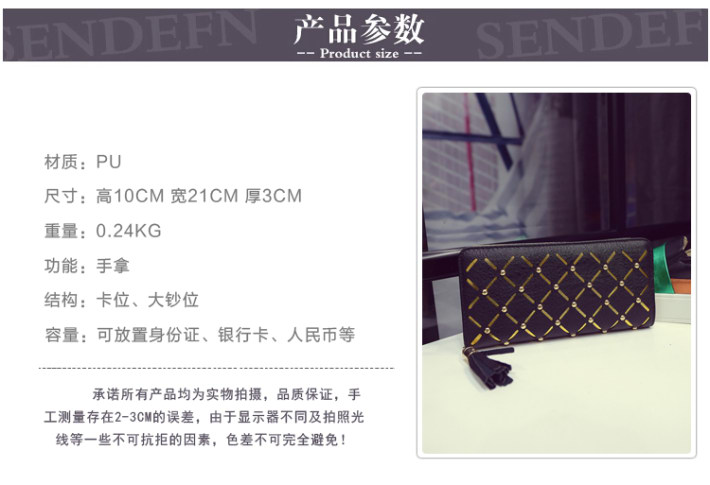 SENDEFN
产品参数
SENDEF
Product size
材质：PU
尺寸：高10CM 宽21CM 厚3CM
重量：0.24KG
功能：手拿
结构：卡位、大钞位
容量：可放置身份证、银行卡、人民币等
承诺所有产品均为实物拍摄，品质保证，手
工测量存在2-3CM的误差，由于显示器不同及拍照光
线等一些不可抗拒的因素，色差不可完全避免！